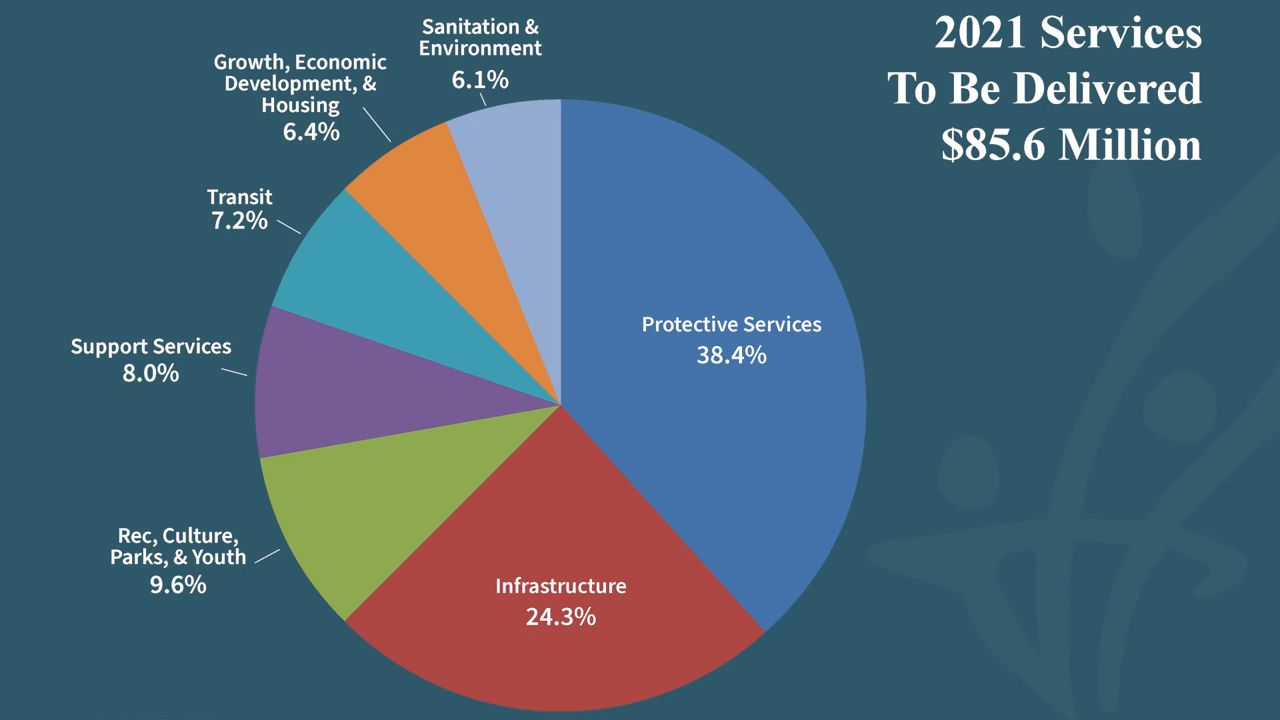 2021 Services
To Be Delivered
$85.6 Million
Sanitation &
Environment
6.1%
Growth, Economic
Development, &
Housing
6.4%
Transit
7.2%
Support Services
8.0%
Rec, Culture,
Parks, & Youth
9.6%
Infrastructure
24.3%
Protective Services
38.4%